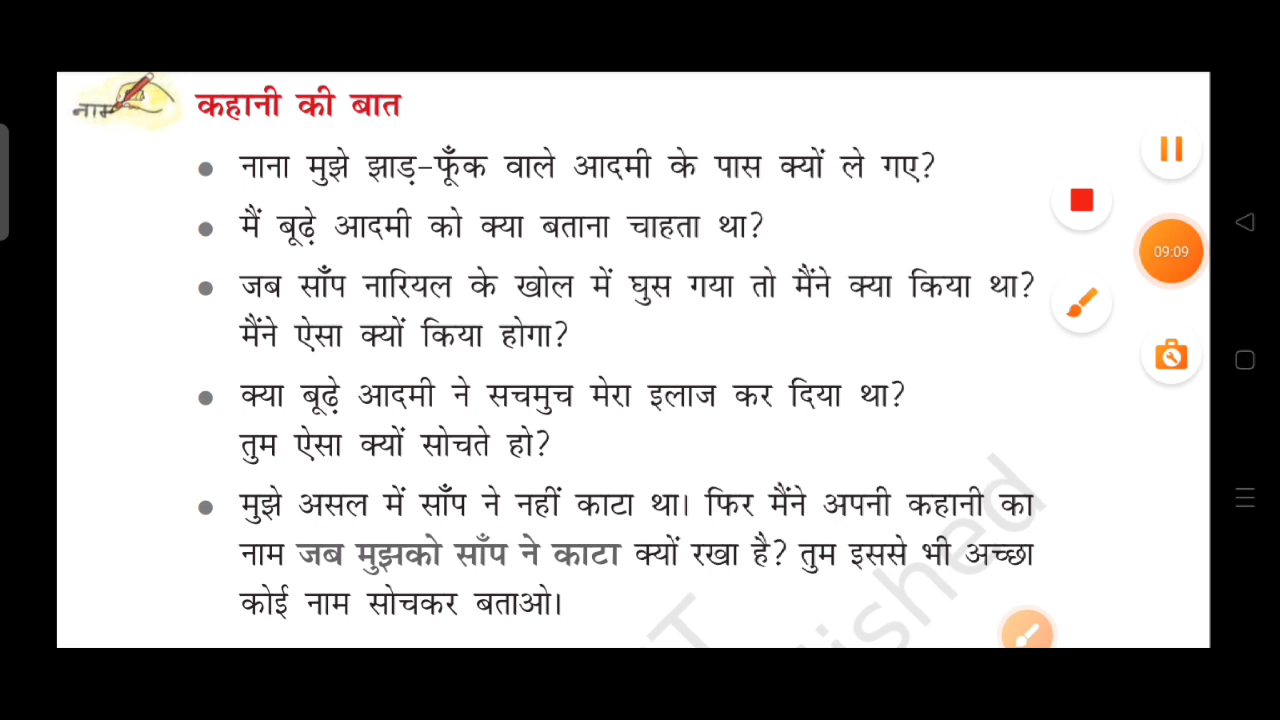 नाम
कहानी की बात
नाना मुझे झाड़-फूँक वाले आदमी के पास क्यों ले गए?
मैं बूढ़े आदमी को क्या बताना चाहता था?
जब साँप नारियल के खोल में घुस गया तो मैंने क्या किया था?
मैंने ऐसा क्यों किया होगा?
क्या बूढ़े आदमी ने सचमुच मेरा इलाज कर दिया था?
तुम ऐसा क्यों सोचते हो?
मुझे असल में साँप ने नहीं काटा था। फिर मैंने अपनी कहानी का
नाम जब मुझको साँप ने काटा क्यों रखा है? तुम इससे भी अच्छा
कोई नाम सोचकर बताओ।
09:09